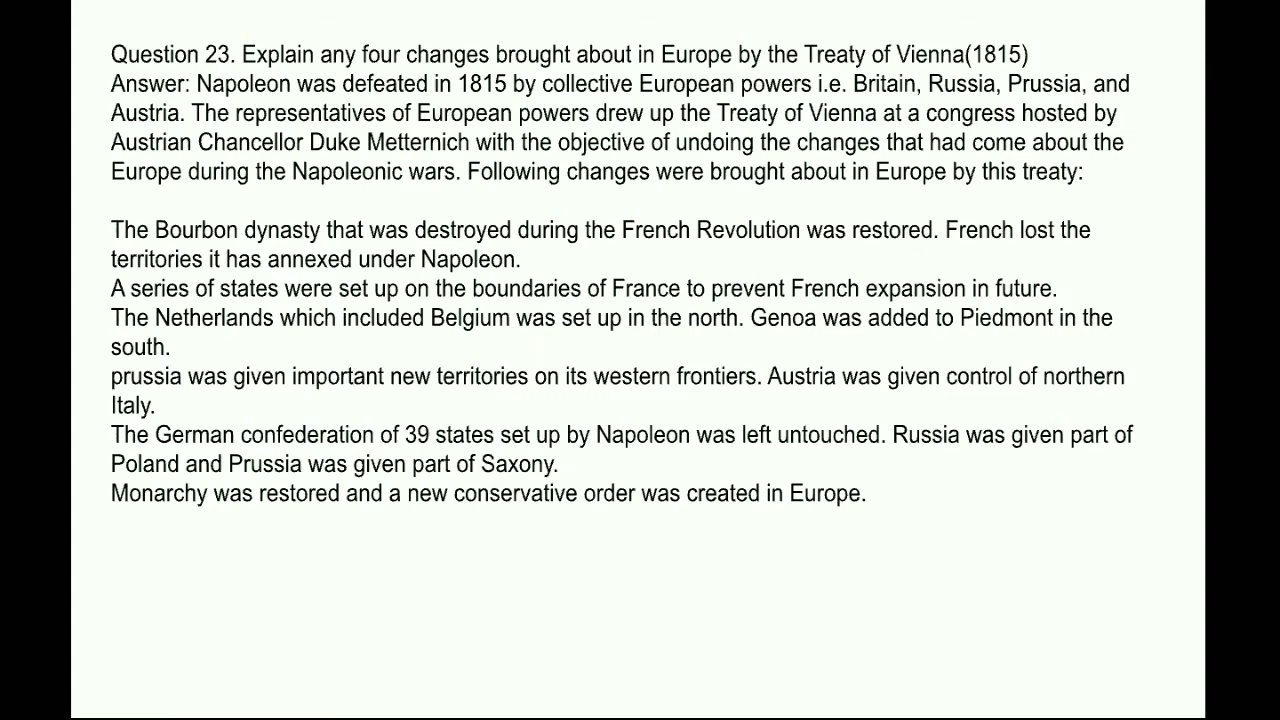 Question 23. Explain any four changes brought about in Europe by the Treaty of Vienna(1815)
Answer: Napoleon was defeated in 1815 by collective European powers i.e. Britain, Russia, Prussia, and
Austria. The representatives of European powers drew up the Treaty of Vienna at a congress hosted by
Austrian Chancellor Duke Metternich with the objective of undoing the changes that had come about the
Europe during the Napoleonic wars. Following changes were brought about in Europe by this treaty:
The Bourbon dynasty that was destroyed during the French Revolution was restored. French lost the
territories it has annexed under Napoleon.
A series of states were set up on the boundaries of France to prevent French expansion in future.
The Netherlands which included Belgium was set up in the north. Genoa was added to Piedmont in the
south.
prussia was given important new territories on its western frontiers. Austria was given control of northern
Italy.
The German confederation of 39 states set up by Napoleon was left untouched. Russia was given part of
Poland and Prussia was given part of Saxony.
Monarchy was restored and a new conservative order was created in Europe.